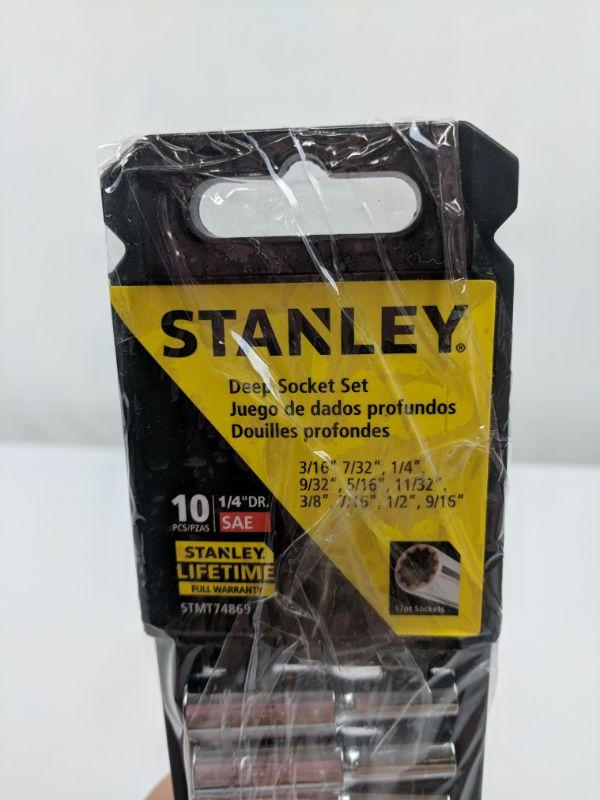 STANLEY®
Deep Socket Set
Juego de dados profundos
Douilles profondes
3/16" 7/32", 1/4",
9/32", 5/16", 11/32",
3/8", 7/16", 1/2", 9/16"
10
PCS/PZAS
1/4"DR.
SAE
STANLEY
LIFETIME
FULL WARRANTY
STMT74869
12pt Sockets